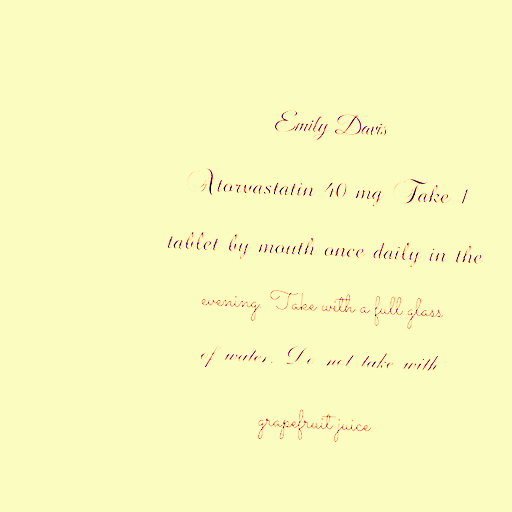 Emily Davis
Atorvastatin 40 mg Take 1
tablet by mouth once daily in the
evening. Take with a full glass
of water. Do not take with
grapefruit juice